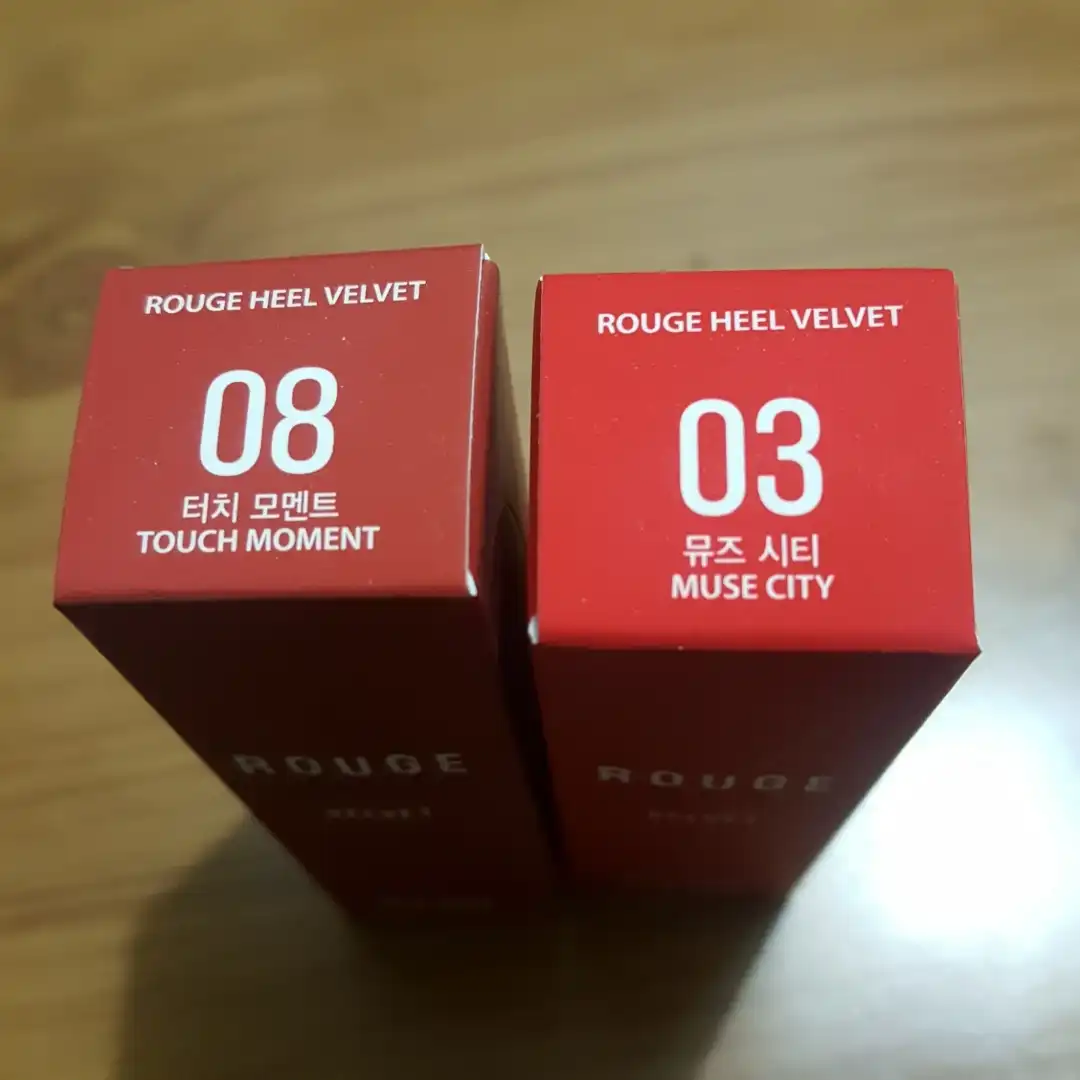 ROUGE HEEL VELVET
08
터치 모멘트
TOUCH MOMENT
ROUGE
ROUGE HEEL VELVET
03
뮤즈 시티
MUSE CITY
ROUGE